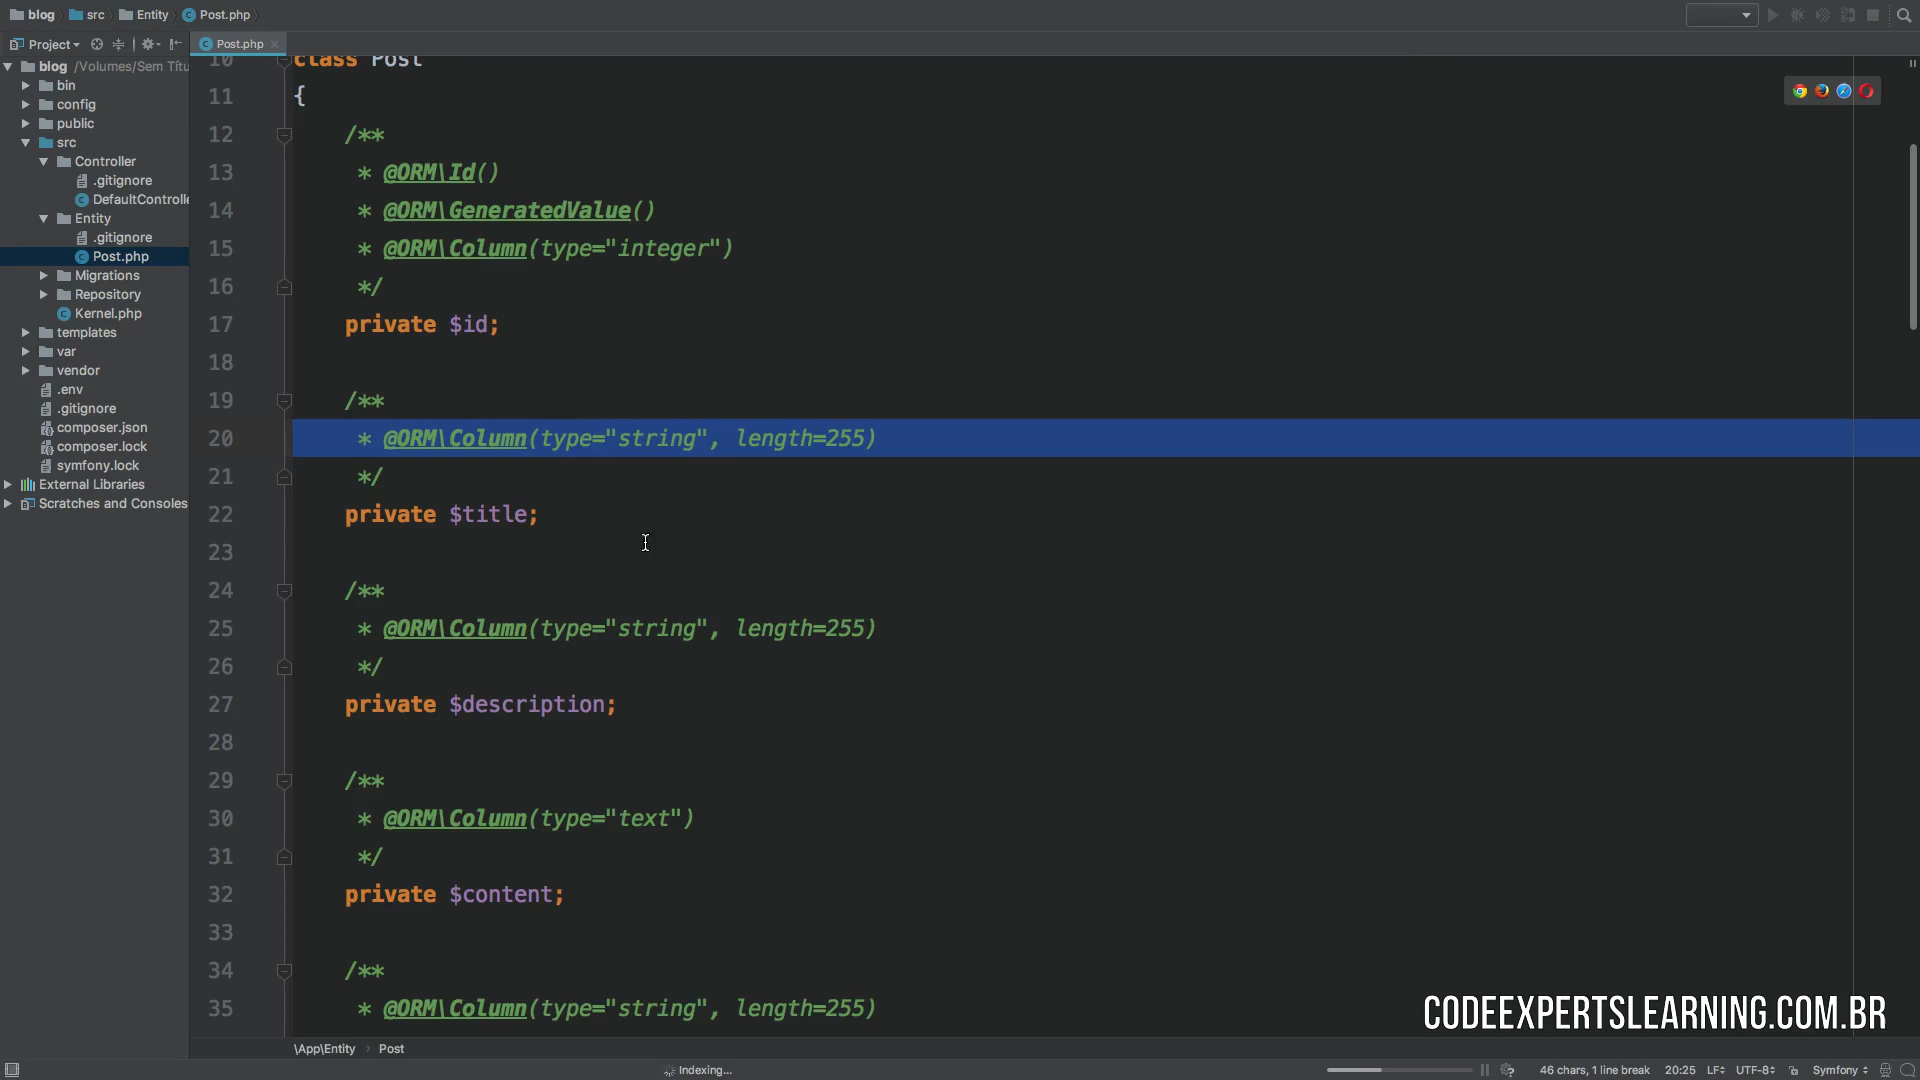 blog src Entity Post.php
Project Post.php
blog /Volumes/Sem Títu
bin
config
public
src
Controller
.gitignore
DefaultControlle
Entity
.gitignore
Post.php
Migrations
Repository
Kernel.php
templates
var
vendor
.env
.gitignore
composer.json
composer.lock
symfony.lock
External Libraries
Scratches and Consoles
10 class Post
11 {
12 /**
13 * @ORM\Id()
14 * @ORM\GeneratedValue()
15 * @ORM\Column(type="integer")
16 */
17 private $id;
18
19 /**
20 * @ORM\Column(type="string", length=255)
21 */
22 private $title;
23
24 /**
25 * @ORM\Column(type="string", length=255)
26 */
27 private $description;
28
29 /**
30 * @ORM\Column(type="text")
31 */
32 private $content;
33
34 /**
35 * @ORM\Column(type="string", length=255)
CODEEXPERTSLEARNING.COM.BR
\App\Entity › Post
Indexing... 46 chars, 1 line break 20:25 LF UTF-8 Symfony